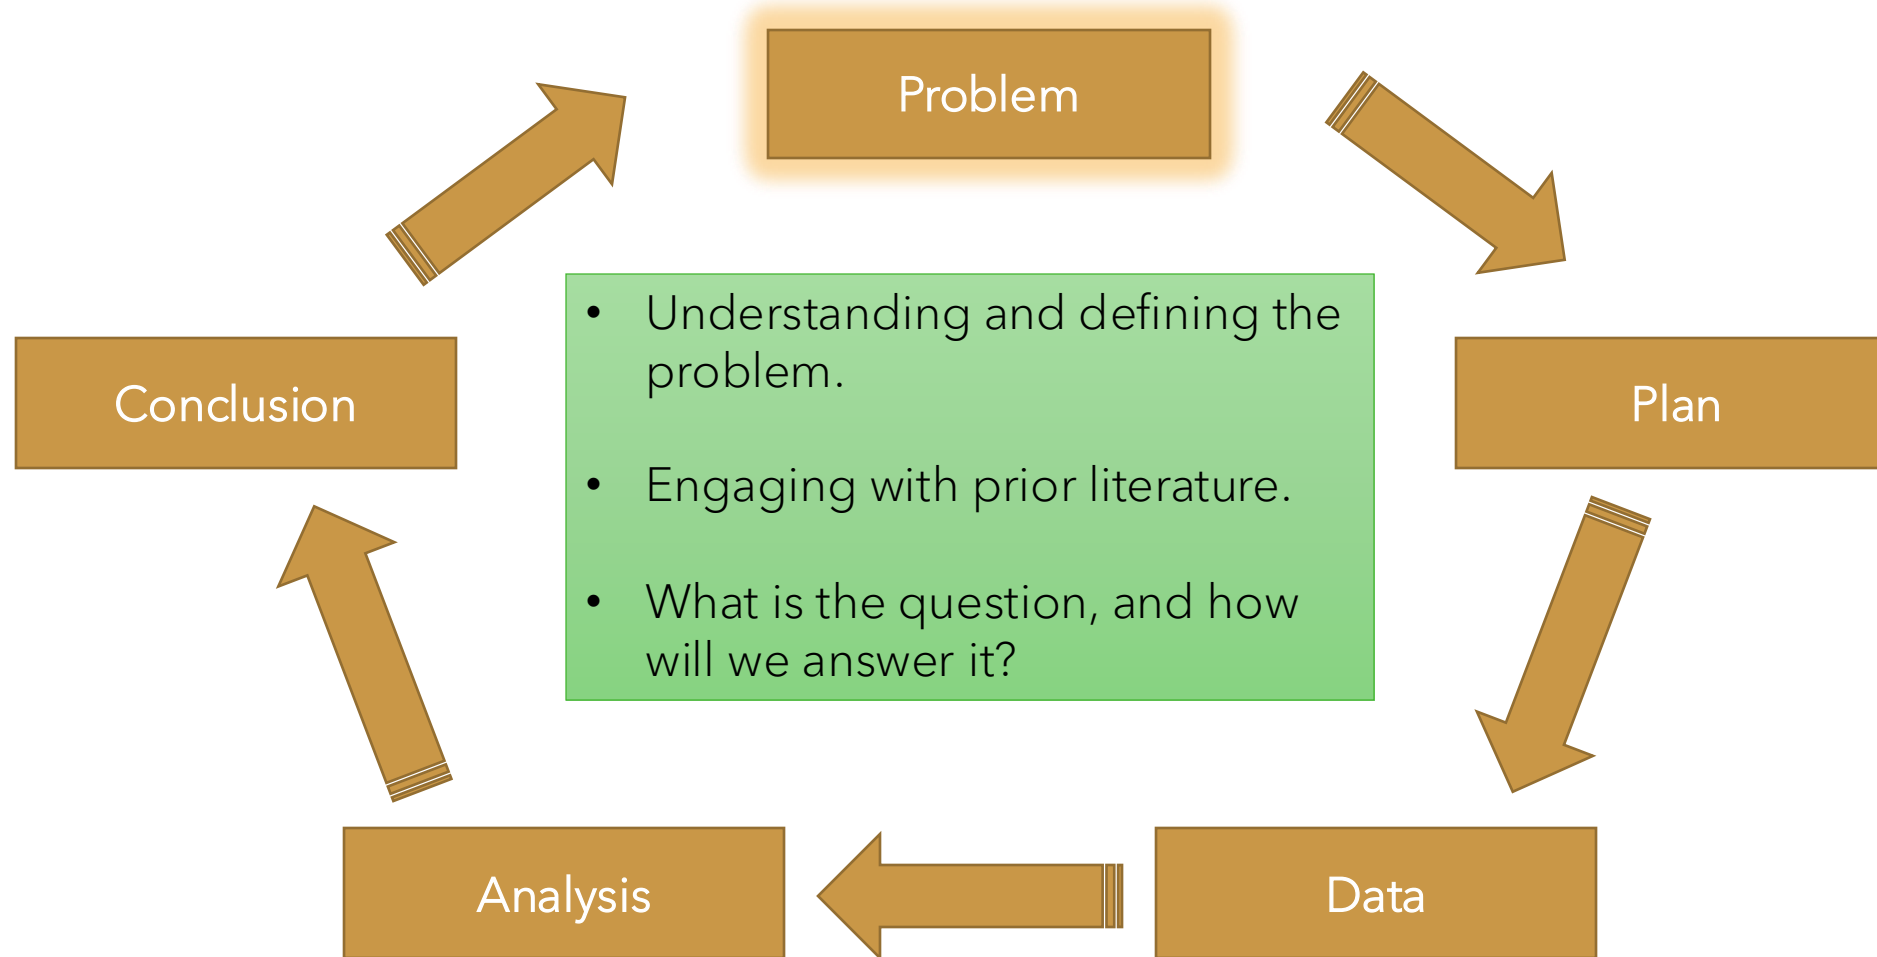 Problem
• Understanding and defining the
problem.
Conclusion
Plan
• Engaging with prior literature.
• What is the question, and how
will we answer it?
Analysis
Data